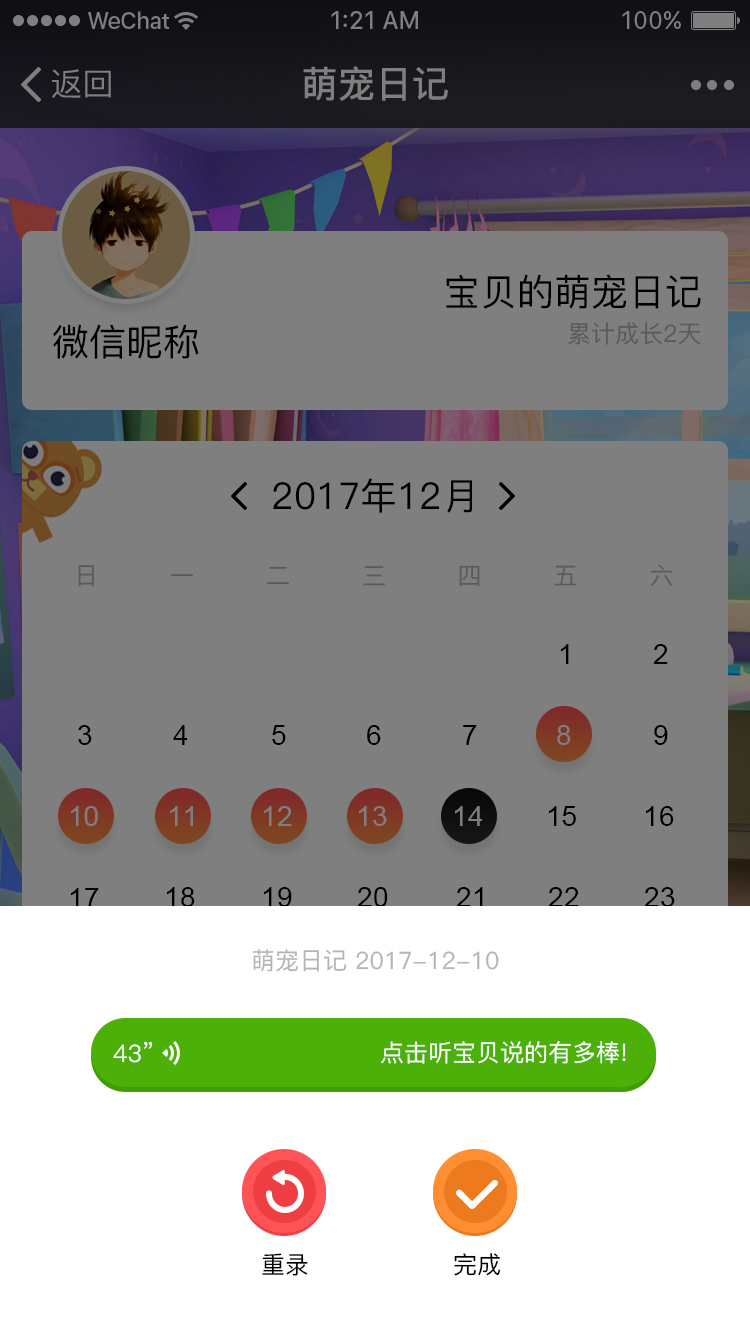 ●●●●● WeChat 1:21 AM 100%
返回 萌宠日记
宝贝的萌宠日记
累计成长2天
微信昵称
2017年12月
日 一 二 三 四 五 六
1 2
3 4 5 6 7 8 9
10 11 12 13 14 15 16
17 18 19 20 21 22 23
萌宠日记 2017-12-10
43” 点击听宝贝说的有多棒!
重录 完成